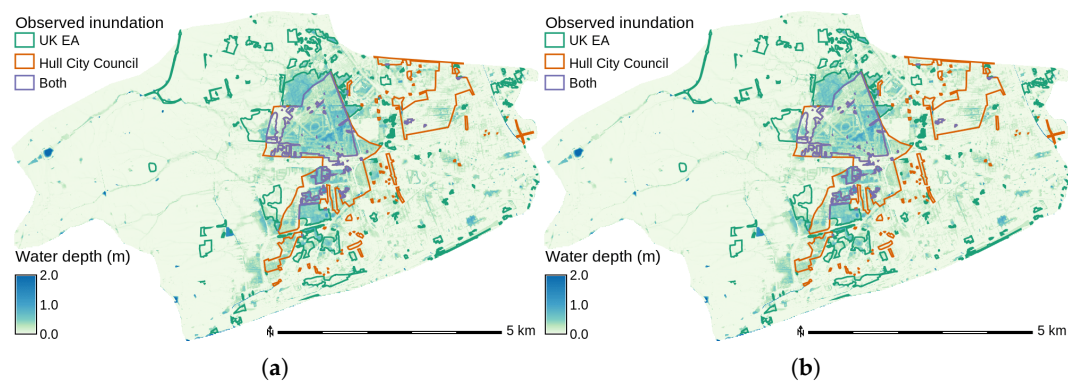 Observed inundation
UK EA
Hull City Council
Both
Water depth (m)
2.0
1.0
0.0
N
5 km
(a)
Observed inundation
UK EA
Hull City Council
Both
Water depth (m)
2.0
1.0
0.0
N
5 km
(b)